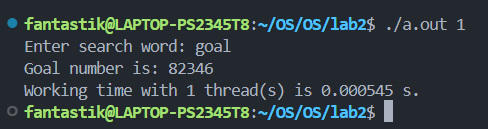 fantastik@LAPTOP-PS2345T8:~/OS/OS/lab2$ ./a.out 1
Enter search word: goal
Goal number is: 82346
Working time with 1 thread(s) is 0.000545 s.
fantastik@LAPTOP-PS2345T8:~/OS/OS/lab2$